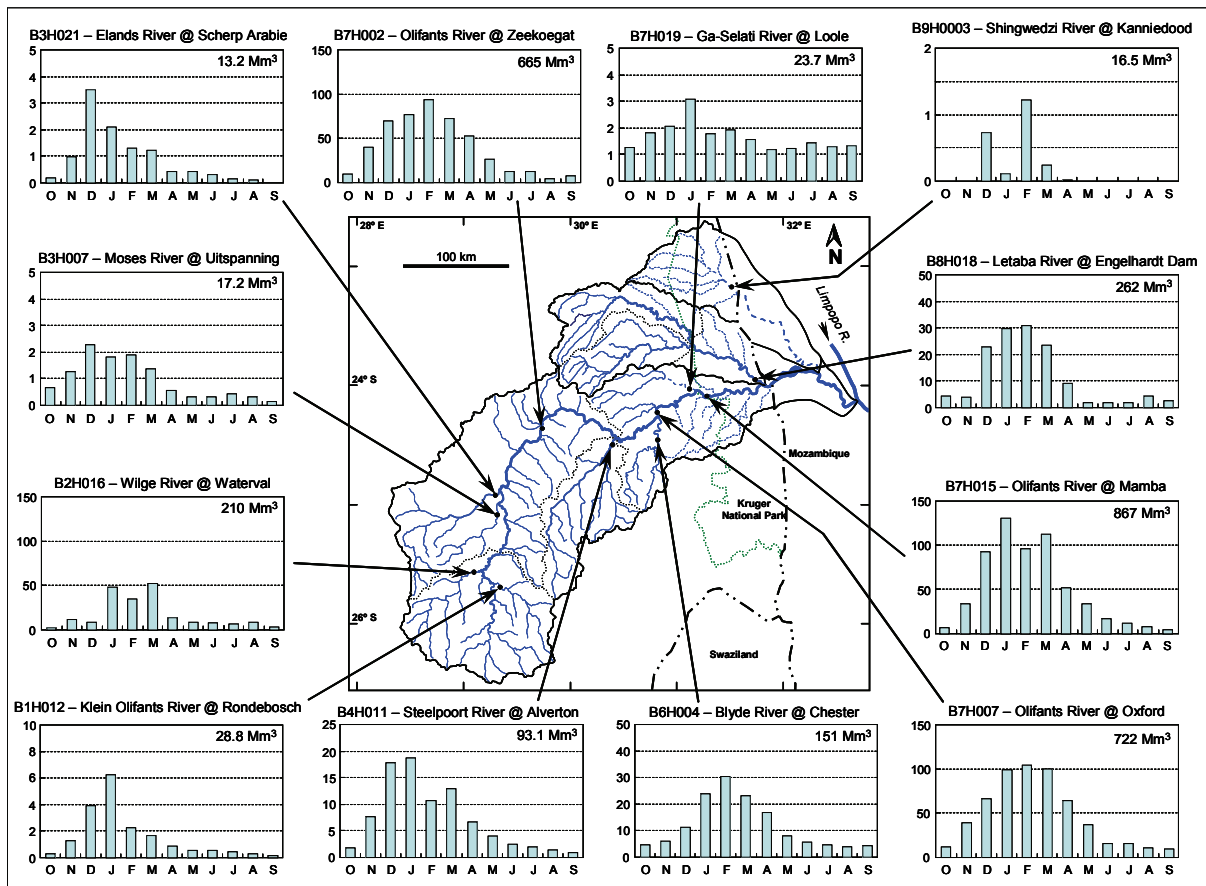 B3H021 – Elands River @ Scherp Arabie
13.2 Mm³
5
4
3
2
1
0
O N D J F M A M J J A S
B7H002 – Olifants River @ Zeekoegat
665 Mm³
150
100
50
0
O N D J F M A M J J A S
B7H019 – Ga-Selati River @ Loole
23.7 Mm³
5
4
3
2
1
0
O N D J F M A M J J A S
B9H0003 – Shingwedzi River @ Kanniedood
16.5 Mm³
2
1
0
O N D J F M A M J J A S
B3H007 – Moses River @ Uitspanning
17.2 Mm³
5
4
3
2
1
0
O N D J F M A M J J A S
28 º E
30 º E
32 º E
100 km
N
Limpopo R.
24 º S
Mozambique
Kruger
National Park
26 º S
Swaziland
B8H018 – Letaba River @ Engelhardt Dam
262 Mm³
50
40
30
20
10
0
O N D J F M A M J J A S
B2H016 – Wilge River @ Waterval
210 Mm³
150
100
50
0
O N D J F M A M J J A S
B7H015 – Olifants River @ Mamba
867 Mm³
150
100
50
0
O N D J F M A M J J A S
B1H012 – Klein Olifants River @ Rondebosch
28.8 Mm³
10
8
6
4
2
0
O N D J F M A M J J A S
B4H011 – Steelpoort River @ Alverton
93.1 Mm³
25
20
15
10
5
0
O N D J F M A M J J A S
B6H004 – Blyde River @ Chester
151 Mm³
50
40
30
20
10
0
O N D J F M A M J J A S
B7H007 – Olifants River @ Oxford
722 Mm³
150
100
50
0
O N D J F M A M J J A S